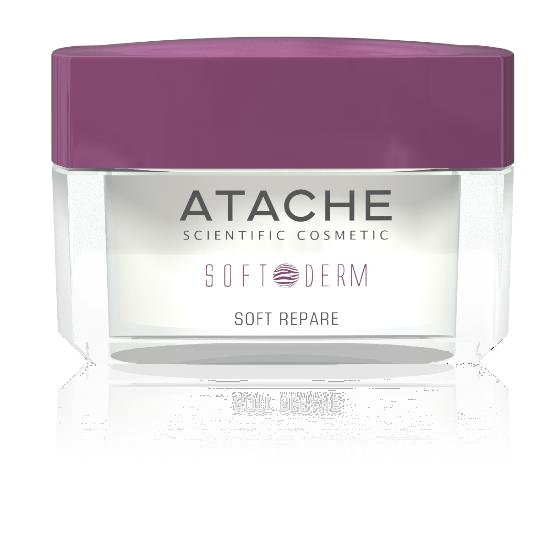 ATACHE
SCIENTIFIC COSMETIC
SOFT DERM
SOFT REPARE